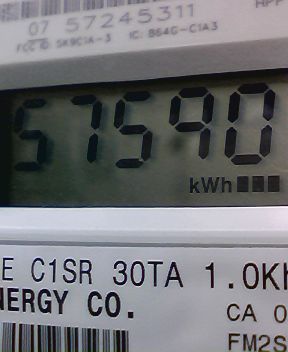 07 57245311
FCC ID: SK9C1A-3 IC: 864G-C1A3
57590
kWh
E C1SR 30TA 1.0Kh
NERGY CO.
CA 0
FM2S